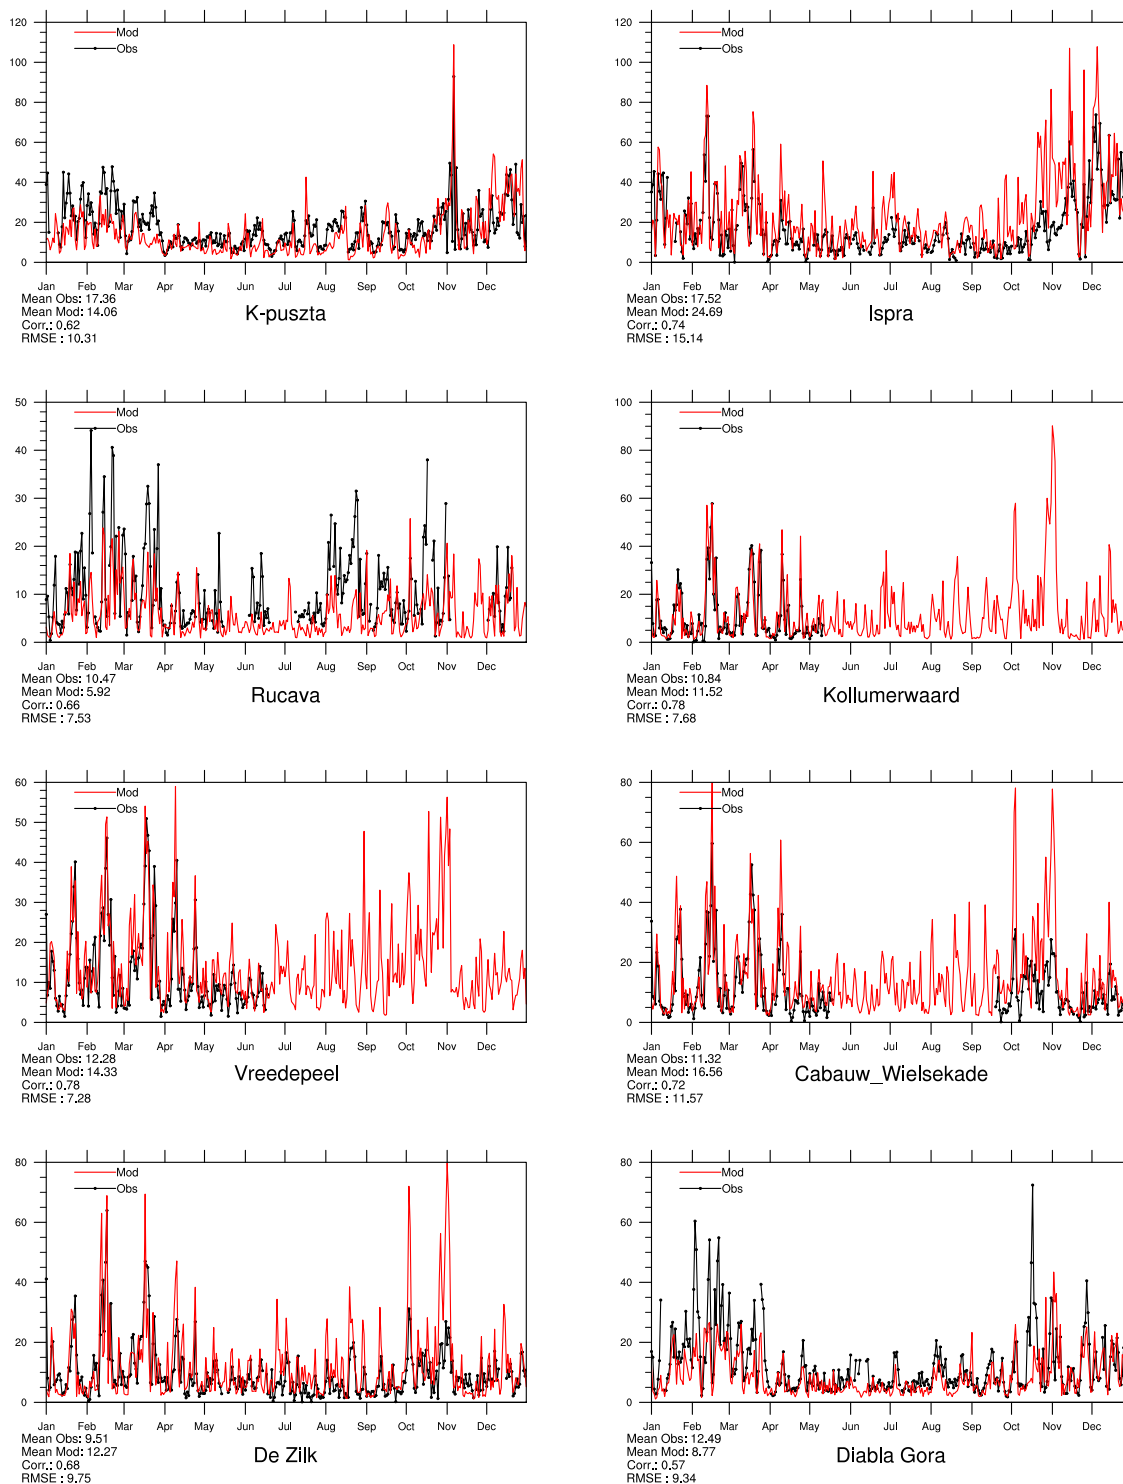 120
100
80
60
40
20
0
Mod
Obs
Jan Feb Mar Apr May Jun Jul Aug Sep Oct Nov Dec
Mean Obs: 17.36
Mean Mod: 14.06
Corr.: 0.62
RMSE : 10.31
K-puszta
120
100
80
60
40
20
0
Mod
Obs
Jan Feb Mar Apr May Jun Jul Aug Sep Oct Nov Dec
Mean Obs: 17.52
Mean Mod: 24.69
Corr.: 0.74
RMSE : 15.14
Ispra
50
40
30
20
10
0
Mod
Obs
Jan Feb Mar Apr May Jun Jul Aug Sep Oct Nov Dec
Mean Obs: 10.47
Mean Mod: 5.92
Corr.: 0.66
RMSE : 7.53
Rucava
100
80
60
40
20
0
Mod
Obs
Jan Feb Mar Apr May Jun Jul Aug Sep Oct Nov Dec
Mean Obs: 10.84
Mean Mod: 11.52
Corr.: 0.78
RMSE : 7.68
Kollumerwaard
60
50
40
30
20
10
0
Mod
Obs
Jan Feb Mar Apr May Jun Jul Aug Sep Oct Nov Dec
Mean Obs: 12.28
Mean Mod: 14.33
Corr.: 0.78
RMSE : 7.28
Vreedepeel
80
60
40
20
0
Mod
Obs
Jan Feb Mar Apr May Jun Jul Aug Sep Oct Nov Dec
Mean Obs: 11.32
Mean Mod: 16.56
Corr.: 0.72
RMSE : 11.57
Cabauw_Wielsekade
80
60
40
20
0
Mod
Obs
Jan Feb Mar Apr May Jun Jul Aug Sep Oct Nov Dec
Mean Obs: 9.51
Mean Mod: 12.27
Corr.: 0.68
RMSE : 9.75
De Zilk
80
60
40
20
0
Mod
Obs
Jan Feb Mar Apr May Jun Jul Aug Sep Oct Nov Dec
Mean Obs: 12.49
Mean Mod: 8.77
Corr.: 0.57
RMSE : 9.34
Diabla Gora